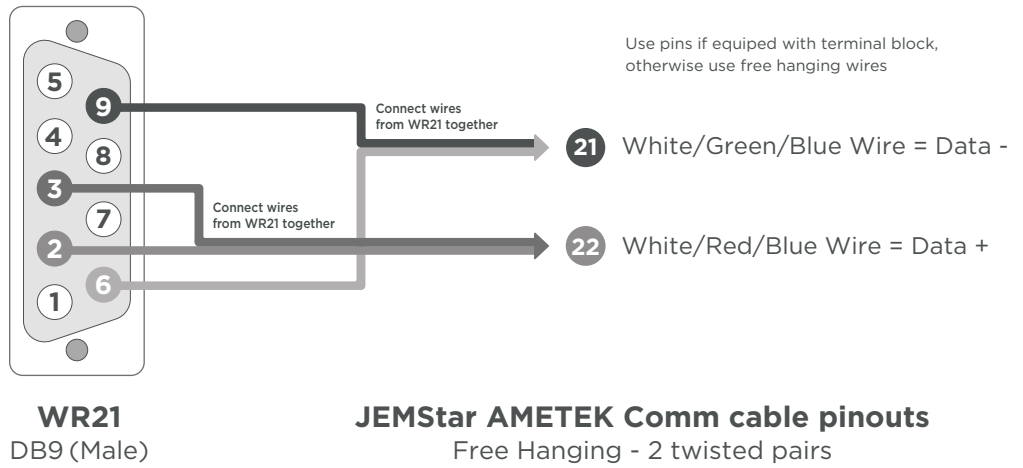 Use pins if equiped with terminal block,
otherwise use free hanging wires
5
9
Connect wires
from WR21 together
4
8
21 White/Green/Blue Wire = Data -
3
Connect wires
from WR21 together
7
2
22 White/Red/Blue Wire = Data +
6
1
WR21
DB9 (Male)
JEMStar AMETEK Comm cable pinouts
Free Hanging - 2 twisted pairs